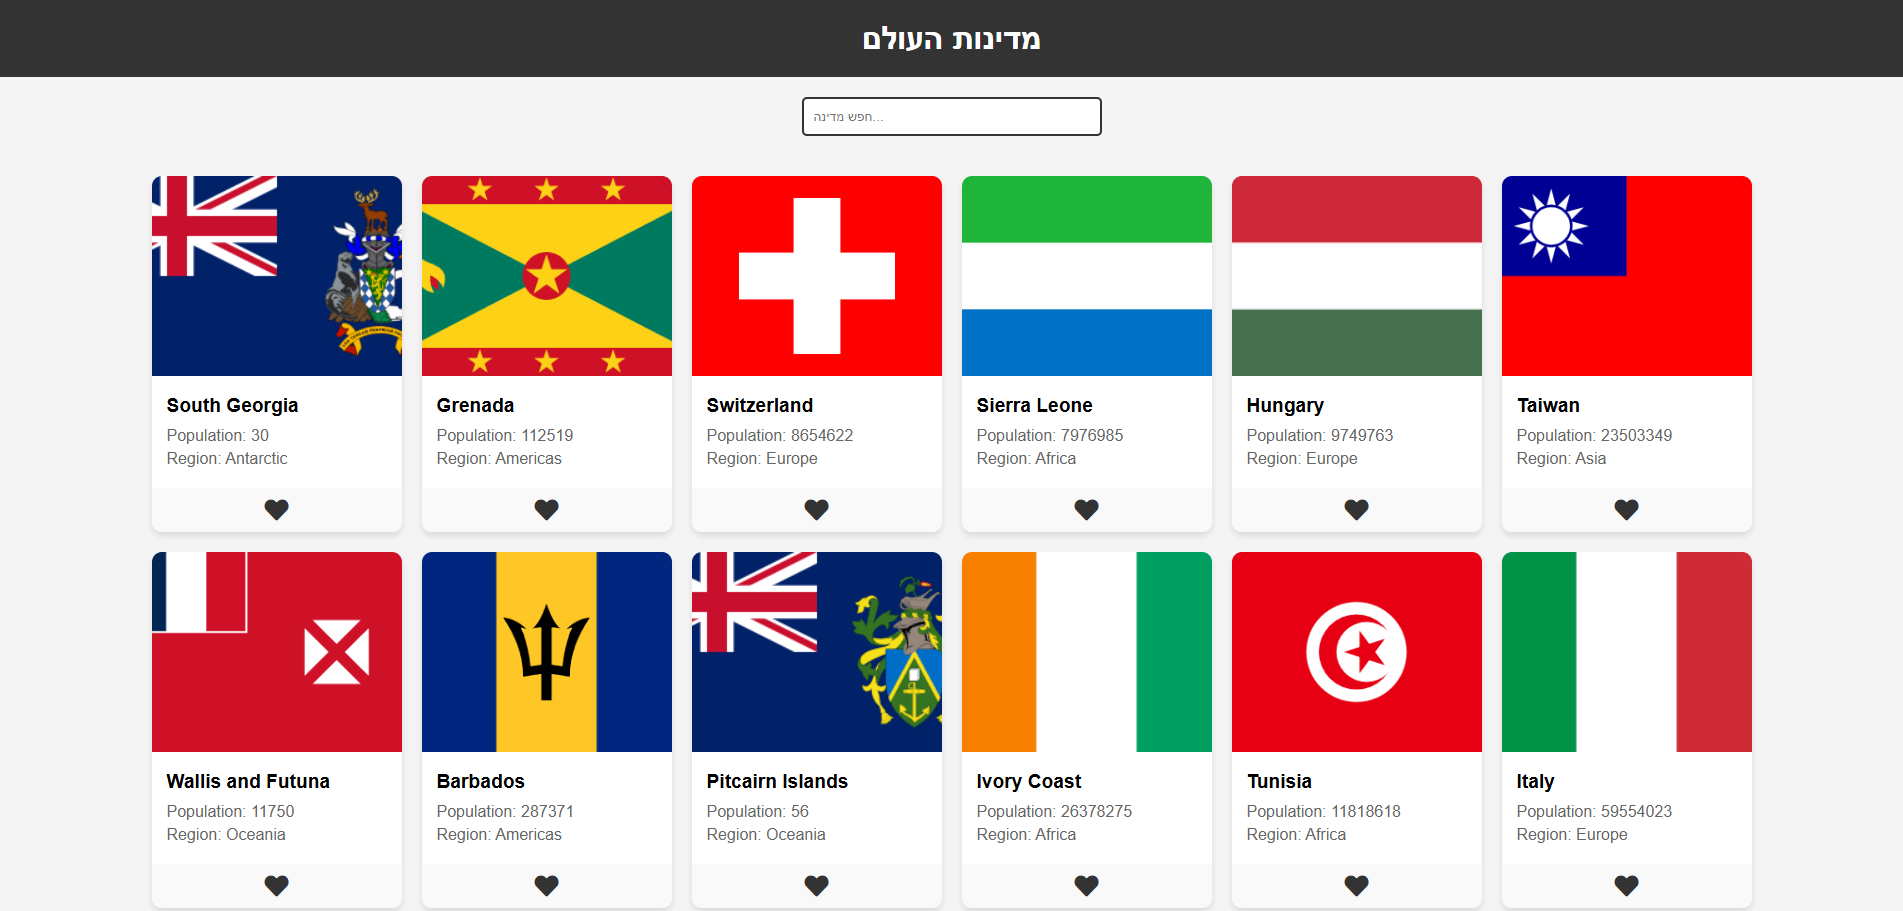 מדינות העולם
חפש מדינה...
South Georgia
Population: 30
Region: Antarctic
Grenada
Population: 112519
Region: Americas
Switzerland
Population: 8654622
Region: Europe
Sierra Leone
Population: 7976985
Region: Africa
Hungary
Population: 9749763
Region: Europe
Taiwan
Population: 23503349
Region: Asia
Wallis and Futuna
Population: 11750
Region: Oceania
Barbados
Population: 287371
Region: Americas
Pitcairn Islands
Population: 56
Region: Oceania
Ivory Coast
Population: 26378275
Region: Africa
Tunisia
Population: 11818618
Region: Africa
Italy
Population: 59554023
Region: Europe